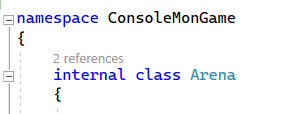 namespace ConsoleMonGame
{
2 references
internal class Arena
{